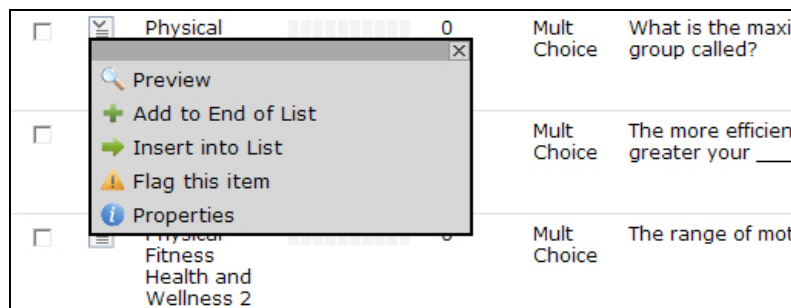 Physical
0
Mult
Choice
What is the maxi
group called?
Preview
Add to End of List
Insert into List
Flag this item
Properties
Mult
Choice
The more efficien
greater your ___
Physical
Fitness
Health and
Wellness 2
Mult
Choice
The range of mot